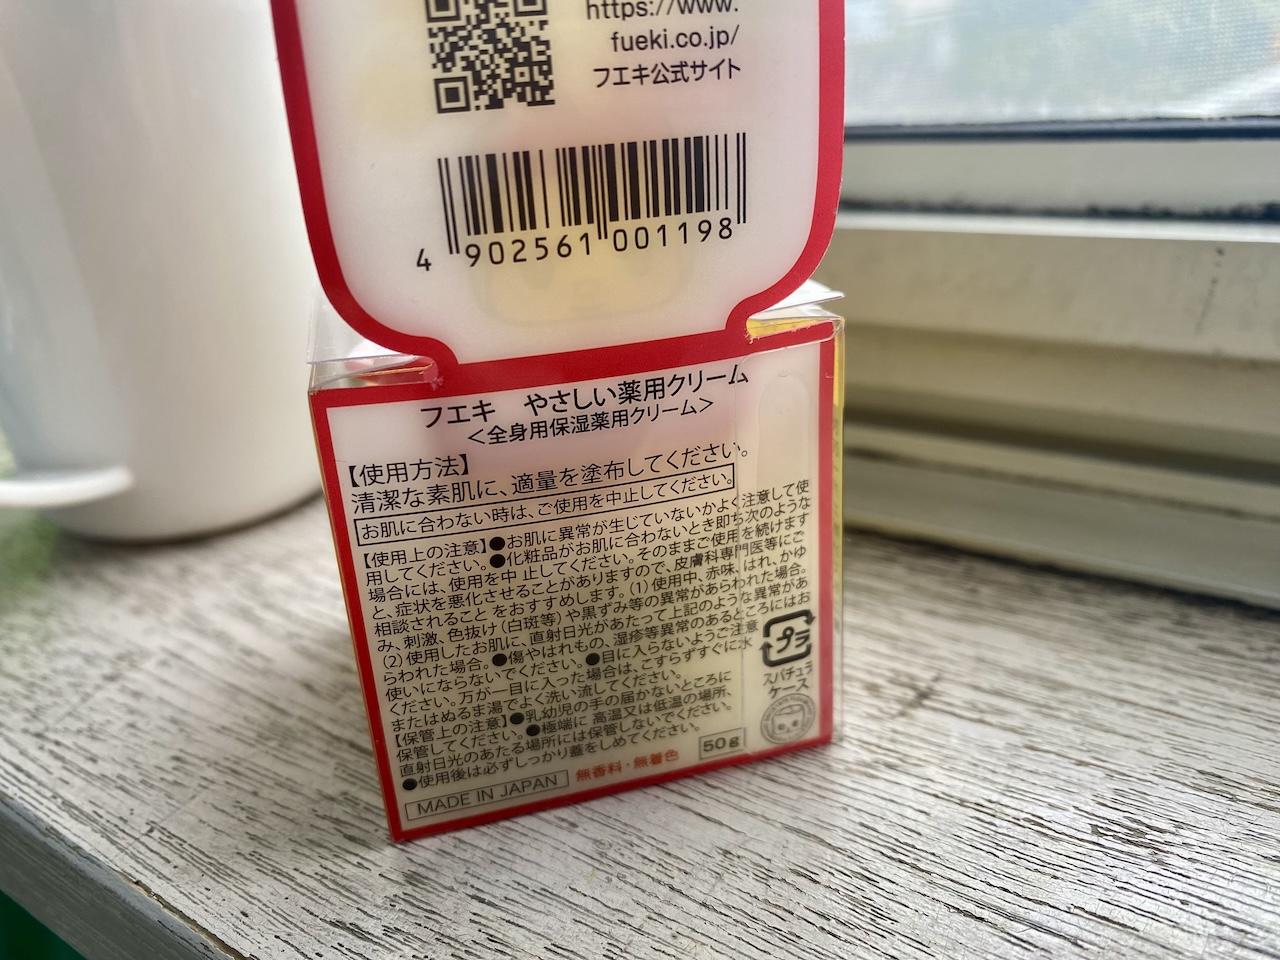 https://www.
fueki.co.jp/
フエキ公式サイト
4 902561 001198
フエキ やさしい薬用クリーム
＜全身用保湿薬用クリーム＞
【使用方法】
清潔な素肌に、適量を塗布してください。
お肌に合わない時は、ご使用を中止してください。
【使用上の注意】●お肌に異常が生じていないかよく注意して使
用してください。●化粧品がお肌に合わないとき即ち次のような
場合には、使用を中 止してください。そのままご使用を続けます
と、症状を悪化させることがありますので、皮膚科専門医等にご
相談されること をおすすめします。(1) 使用中、赤味、はれ、かゆ
み、刺激、色抜け(白斑等) や黒ずみ等の異常があらわれた場合。
(2) 使用したお肌に、直射日光があたって上記のような異常があ
らわれた場合。●傷やはれもの、湿疹等異常のあるところにはお
使いにならないでください。●目に入らないようご注意
ください。万が一目に入った場合は、こすらずすぐに水
またはぬるま湯でよく洗い流してください。
【保管上の注意】●乳幼児の手の届かないところに
保管してください。●極端に 高温又は低温の場所、
直射日光のあたる場所には保管しないでください。
●使用後は必ずしっかり蓋をしめてください。
プラ
スパチュラ
ケース
MADE IN JAPAN 無香料・無着色 50g